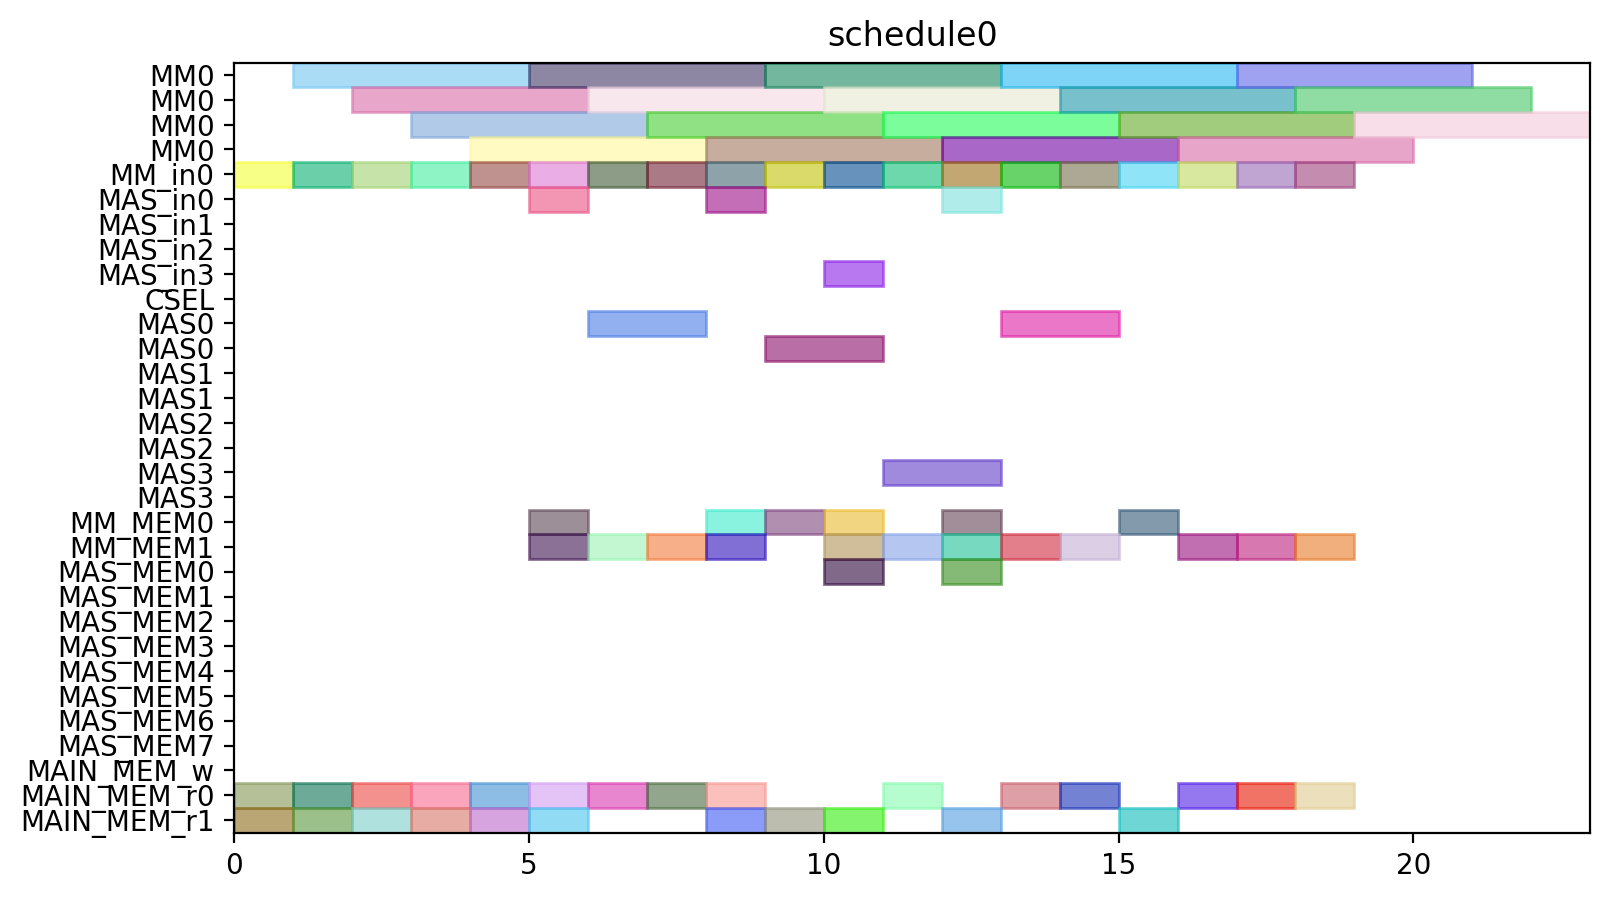 schedule0
MM0
MM0
MM0
MM0
MM_in0
MAS_in0
MAS_in1
MAS_in2
MAS_in3
CSEL
MAS0
MAS0
MAS1
MAS1
MAS2
MAS2
MAS3
MAS3
MM_MEM0
MM_MEM1
MAS_MEM0
MAS_MEM1
MAS_MEM2
MAS_MEM3
MAS_MEM4
MAS_MEM5
MAS_MEM6
MAS_MEM7
MAIN_MEM_w
MAIN_MEM_r0
MAIN_MEM_r1
0 5 10 15 20